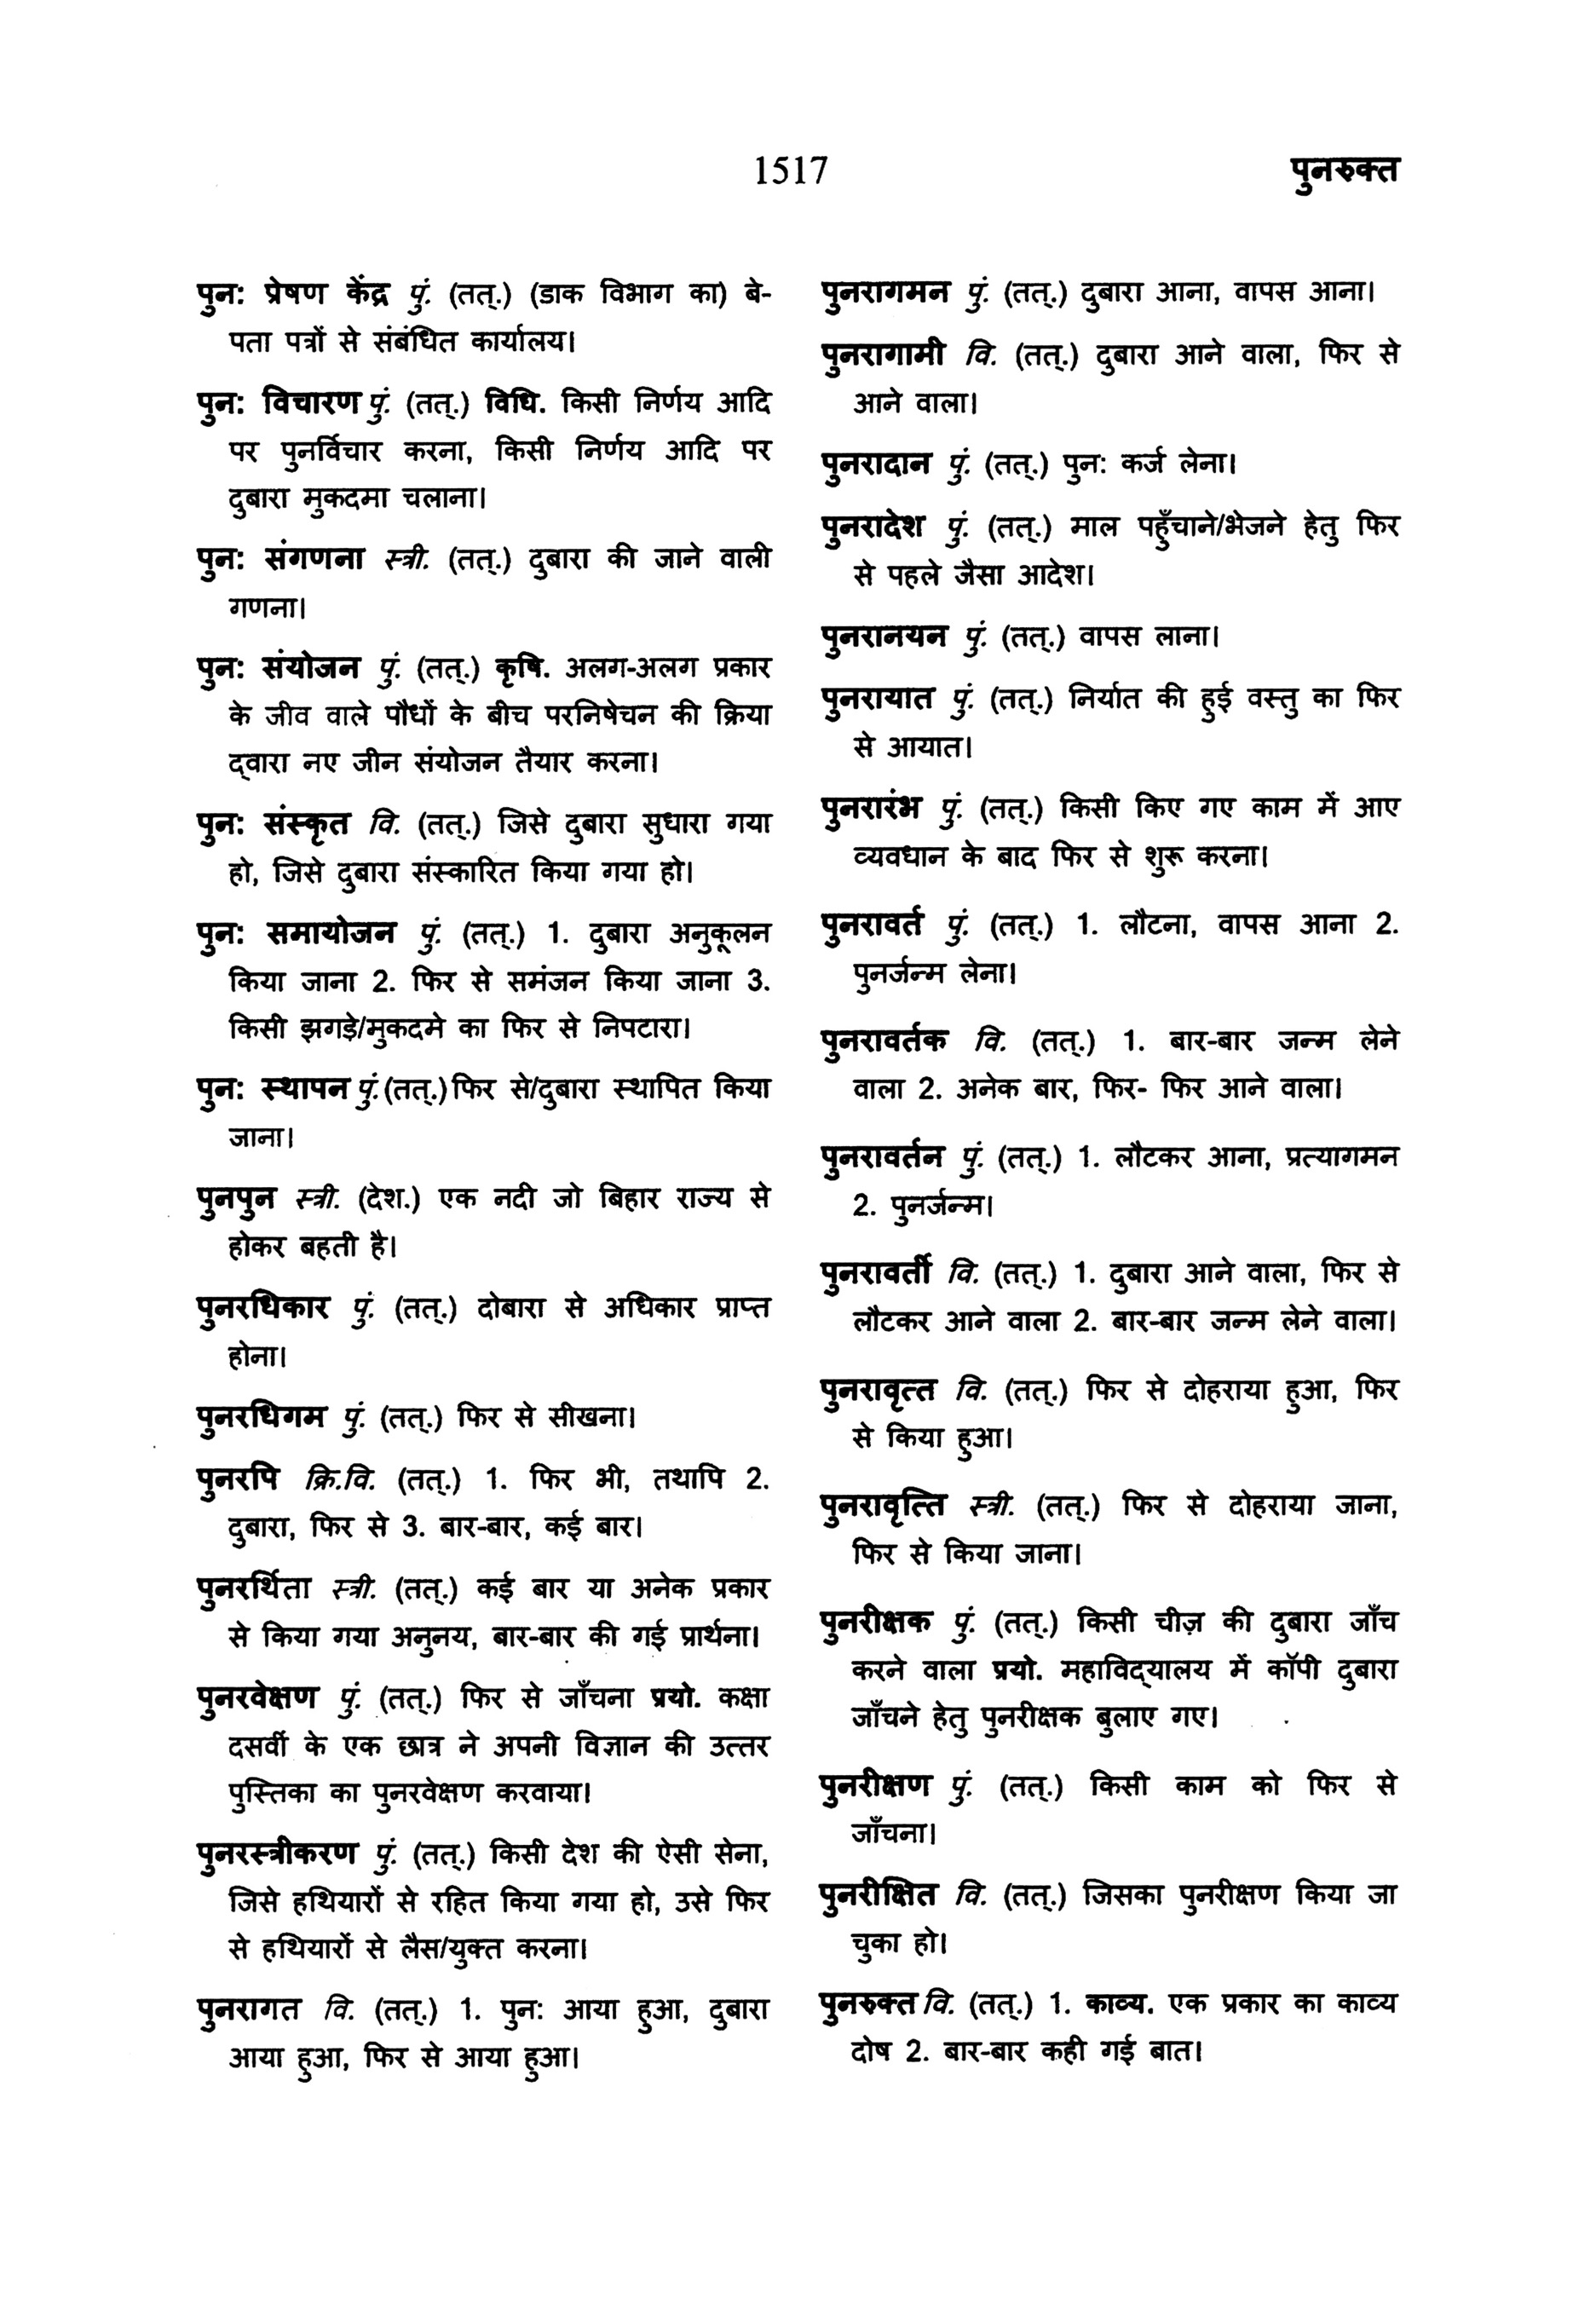 1517
पुनरुक्त
पुन: प्रेषण केंद्र पुं. (तत्.) (डाक विभाग का) बे-
पता पत्रों से संबंधित कार्यालय।
पुन: विचारण पुं. (तत्.) विधि. किसी निर्णय आदि
पर पुनर्विचार करना, किसी निर्णय आदि पर
दुबारा मुकदमा चलाना।
पुन: संगणना स्त्री. (तत्.) दुबारा की जाने वाली
गणना।
पुन: संयोजन पुं. (तत्.) कृषि. अलग-अलग प्रकार
के जीव वाले पौधों के बीच परनिषेचन की क्रिया
द्‍वारा नए जीन संयोजन तैयार करना।
पुन: संस्कृत वि. (तत्.) जिसे दुबारा सुधारा गया
हो, जिसे दुबारा संस्कारित किया गया हो।
पुन: समायोजन पुं. (तत्.) 1. दुबारा अनुकूलन
किया जाना 2. फिर से समंजन किया जाना 3.
किसी झगड़े/मुकदमे का फिर से निपटारा।
पुन: स्थापन पुं. (तत्.) फिर से/दुबारा स्थापित किया
जाना।
पुनपुन स्त्री. (देश.) एक नदी जो बिहार राज्य से
होकर बहती है।
पुनरधिकार पुं. (तत्.) दोबारा से अधिकार प्राप्त
होना।
पुनरधिगम पुं. (तत्.) फिर से सीखना।
पुनरपि क्रि.वि. (तत्.) 1. फिर भी, तथापि 2.
दुबारा, फिर से 3. बार-बार, कई बार।
पुनरर्थिता स्त्री. (तत्.) कई बार या अनेक प्रकार
से किया गया अनुनय, बार-बार की गई प्रार्थना।
पुनरवेक्षण पुं. (तत्.) फिर से जाँचना प्रयो. कक्षा
दसवीं के एक छात्र ने अपनी विज्ञान की उत्तर
पुस्तिका का पुनरवेक्षण करवाया।
पुनरस्त्रीकरण पुं. (तत्.) किसी देश की ऐसी सेना,
जिसे हथियारों से रहित किया गया हो, उसे फिर
से हथियारों से लैस/युक्त करना।
पुनरागत वि. (तत्.) 1. पुन: आया हुआ, दुबारा
आया हुआ, फिर से आया हुआ।
पुनरागमन पुं. (तत्.) दुबारा आना, वापस आना।
पुनरागामी वि. (तत्.) दुबारा आने वाला, फिर से
आने वाला।
पुनरादान पुं. (तत्.) पुन: कर्ज लेना।
पुनरादेश पुं. (तत्.) माल पहुँचाने/भेजने हेतु फिर
से पहले जैसा आदेश।
पुनरानयन पुं. (तत्.) वापस लाना।
पुनरायात पुं. (तत्.) निर्यात की हुई वस्तु का फिर
से आयात।
पुनरारंभ पुं. (तत्.) किसी किए गए काम में आए
व्यवधान के बाद फिर से शुरू करना।
पुनरावर्त पुं. (तत्.) 1. लौटना, वापस आना 2.
पुनर्जन्म लेना।
पुनरावर्तक वि. (तत्.) 1. बार-बार जन्म लेने
वाला 2. अनेक बार, फिर- फिर आने वाला।
पुनरावर्तन पुं. (तत्.) 1. लौटकर आना, प्रत्यागमन
2. पुनर्जन्म।
पुनरावर्ती वि. (तत्.) 1. दुबारा आने वाला, फिर से
लौटकर आने वाला 2. बार-बार जन्म लेने वाला।
पुनरावृत्त वि. (तत्.) फिर से दोहराया हुआ, फिर
से किया हुआ।
पुनरावृत्ति स्त्री. (तत्.) फिर से दोहराया जाना,
फिर से किया जाना।
पुनरीक्षक पुं. (तत्.) किसी चीज़ की दुबारा जाँच
करने वाला प्रयो. महाविद्‍यालय में कॉपी दुबारा
जाँचने हेतु पुनरीक्षक बुलाए गए।
पुनरीक्षण पुं. (तत्.) किसी काम को फिर से
जाँचना।
पुनरीक्षित वि. (तत्.) जिसका पुनरीक्षण किया जा
चुका हो।
पुनरुक्त वि. (तत्.) 1. काव्य. एक प्रकार का काव्य
दोष 2. बार-बार कही गई बात।